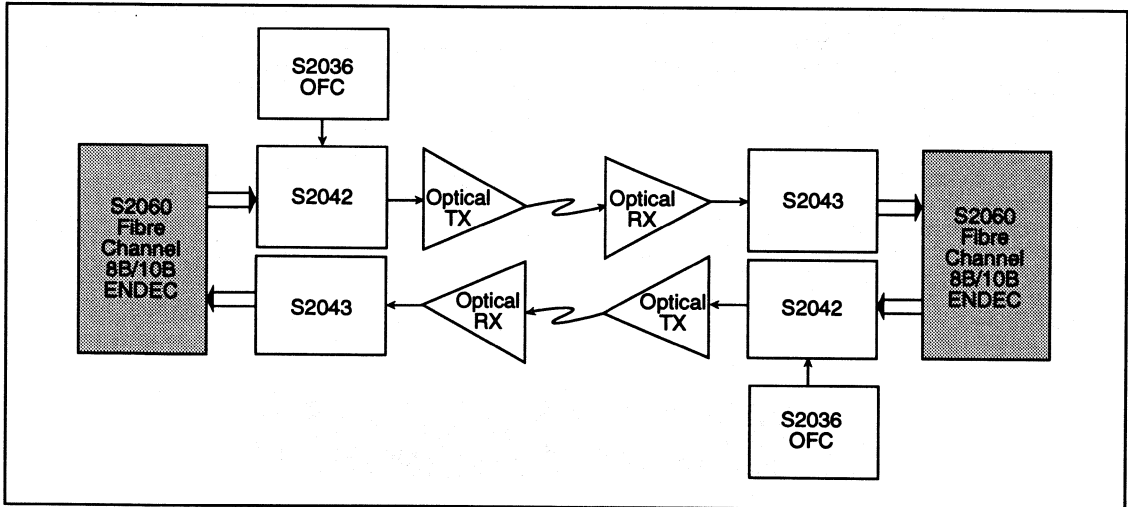 S2036
OFC
S2060
Fibre
Channel
8B/10B
ENDEC
S2042
Optical
TX
Optical
RX
S2043
S2060
Fibre
Channel
8B/10B
ENDEC
S2043
Optical
RX
Optical
TX
S2042
S2036
OFC